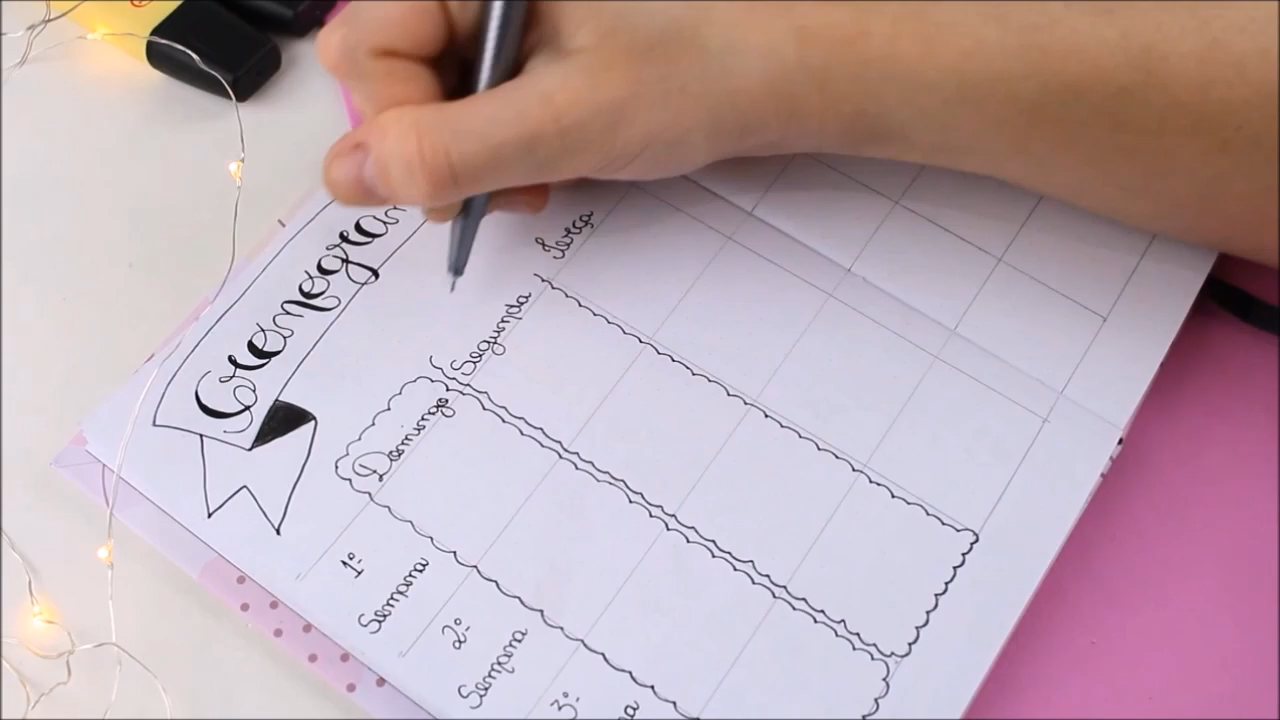 Cronogram
Domingo
Segunda
Terça
1º
Semana
2º
Semana
3º